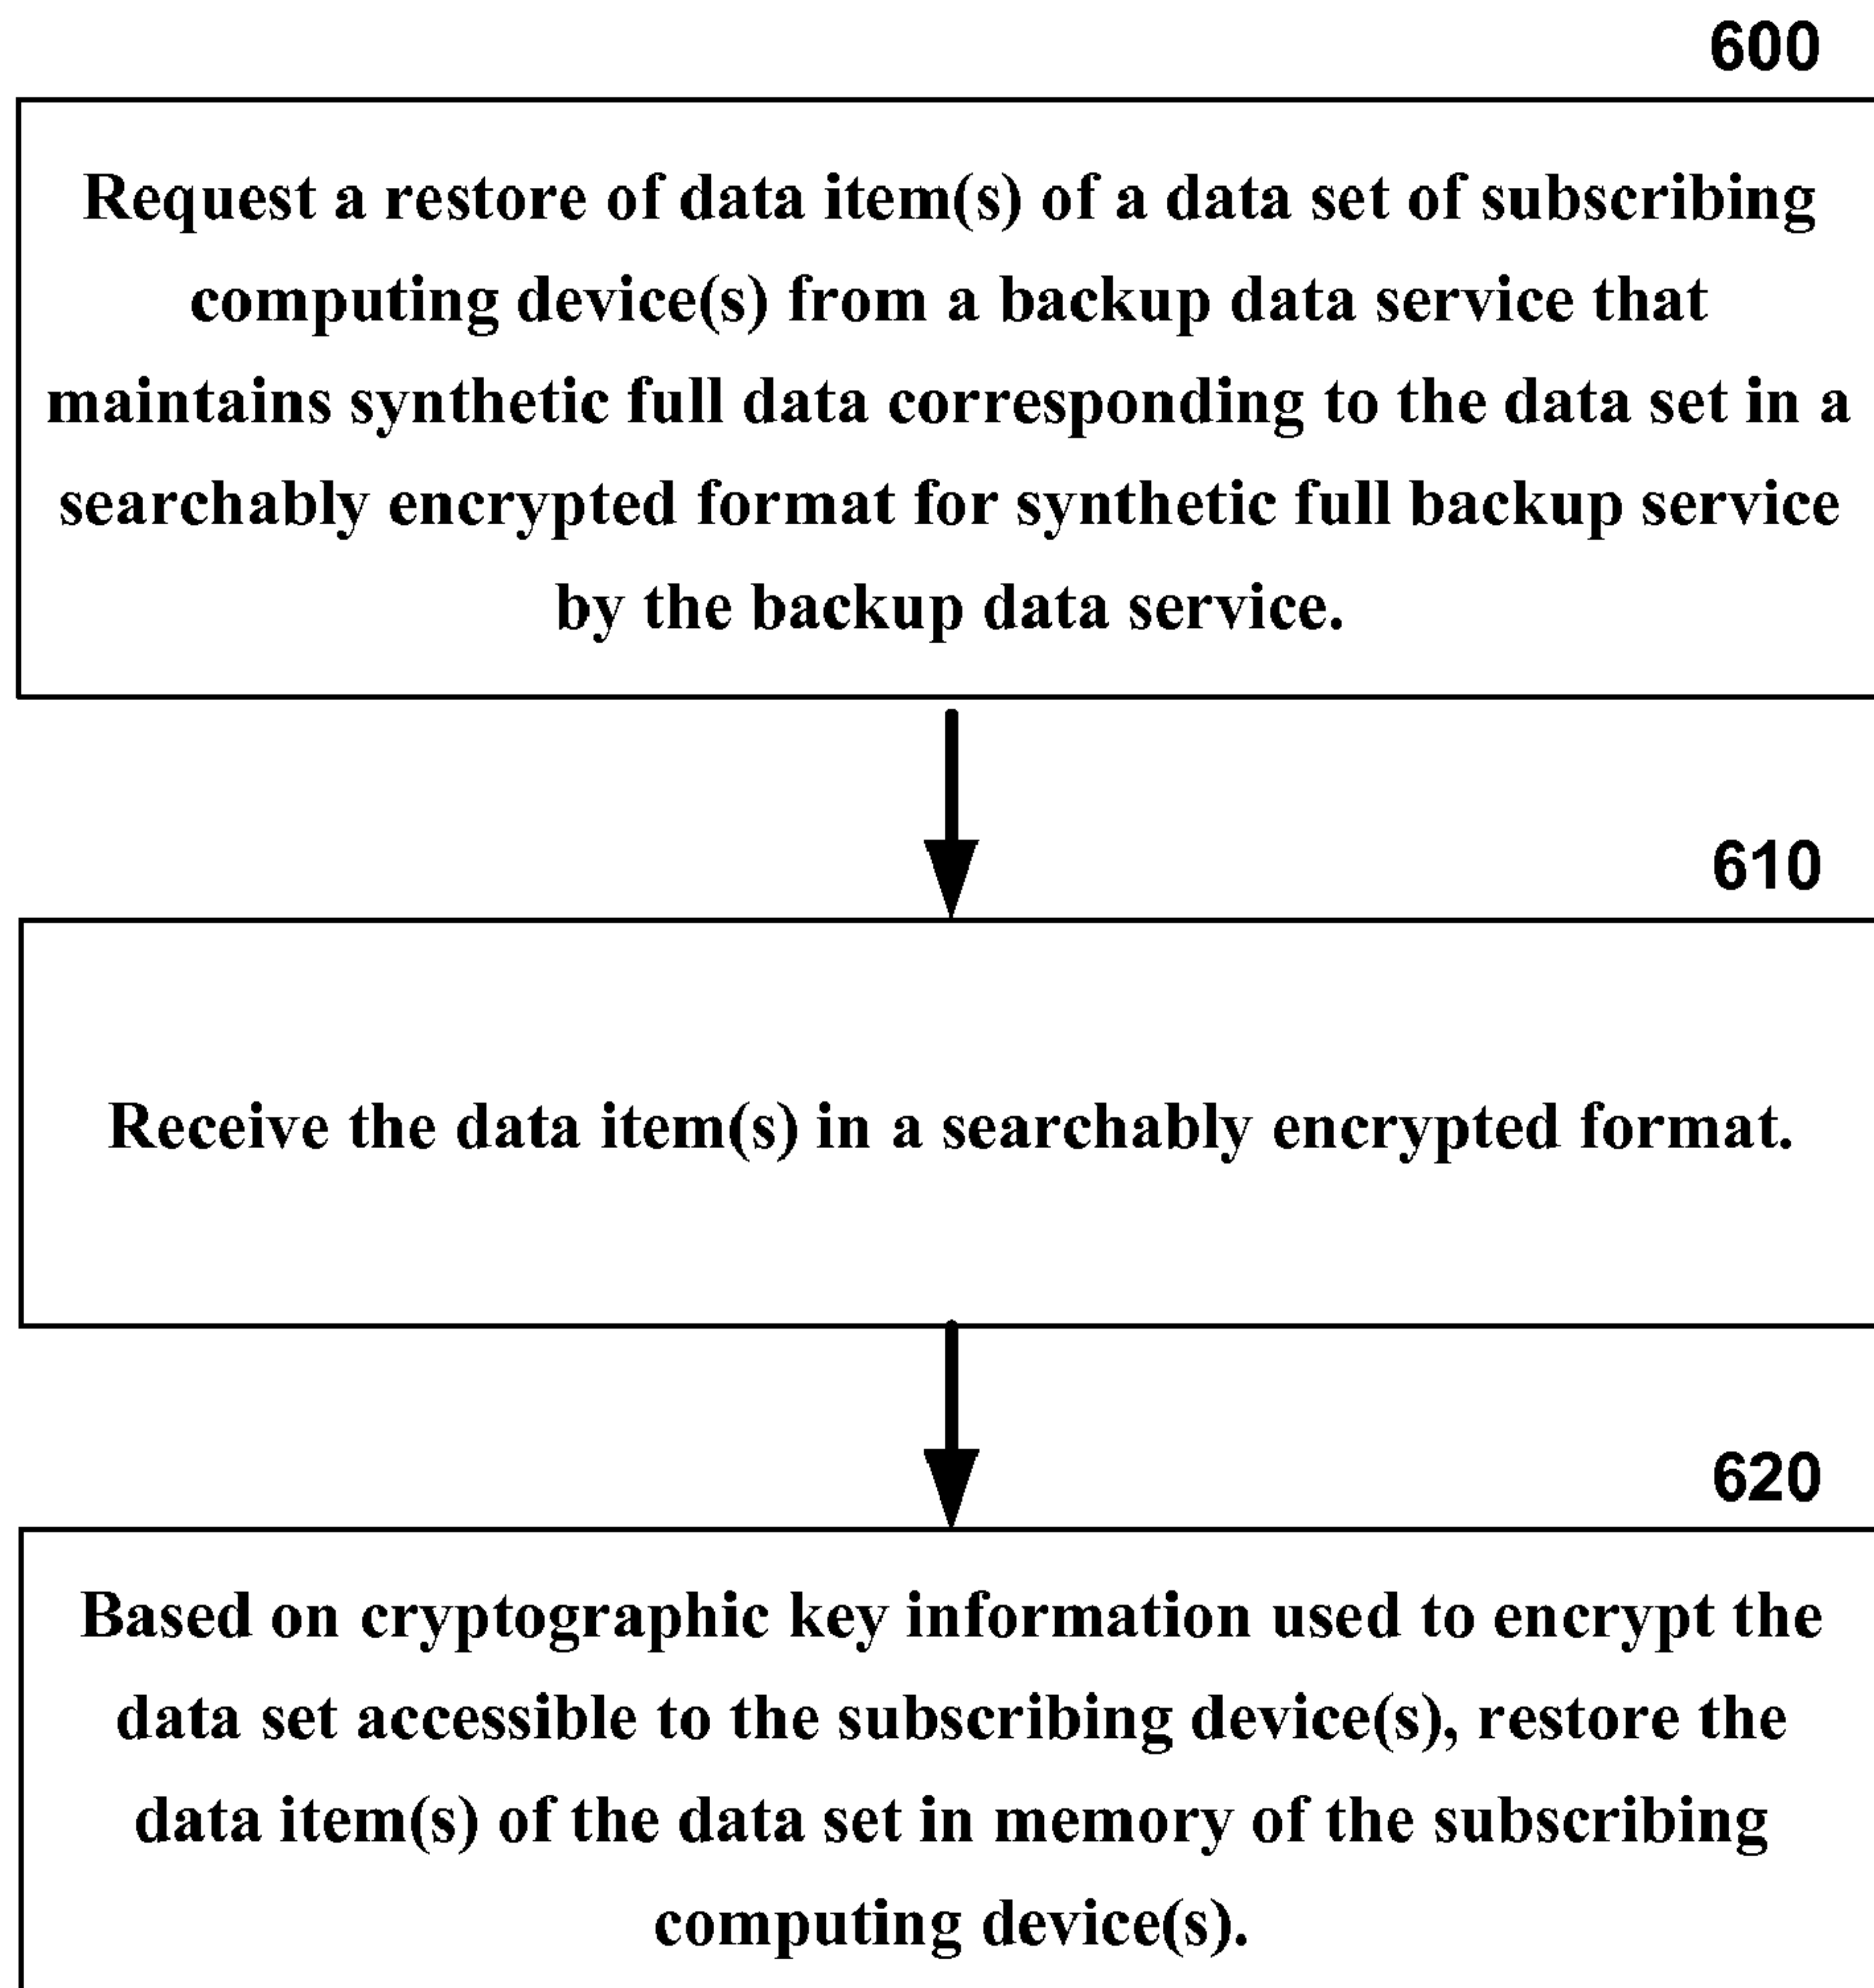 600
Request a restore of data item(s) of a data set of subscribing
computing device(s) from a backup data service that
maintains synthetic full data corresponding to the data set in a
searchably encrypted format for synthetic full backup service
by the backup data service.
610
Receive the data item(s) in a searchably encrypted format.
620
Based on cryptographic key information used to encrypt the
data set accessible to the subscribing device(s), restore the
data item(s) of the data set in memory of the subscribing
computing device(s).